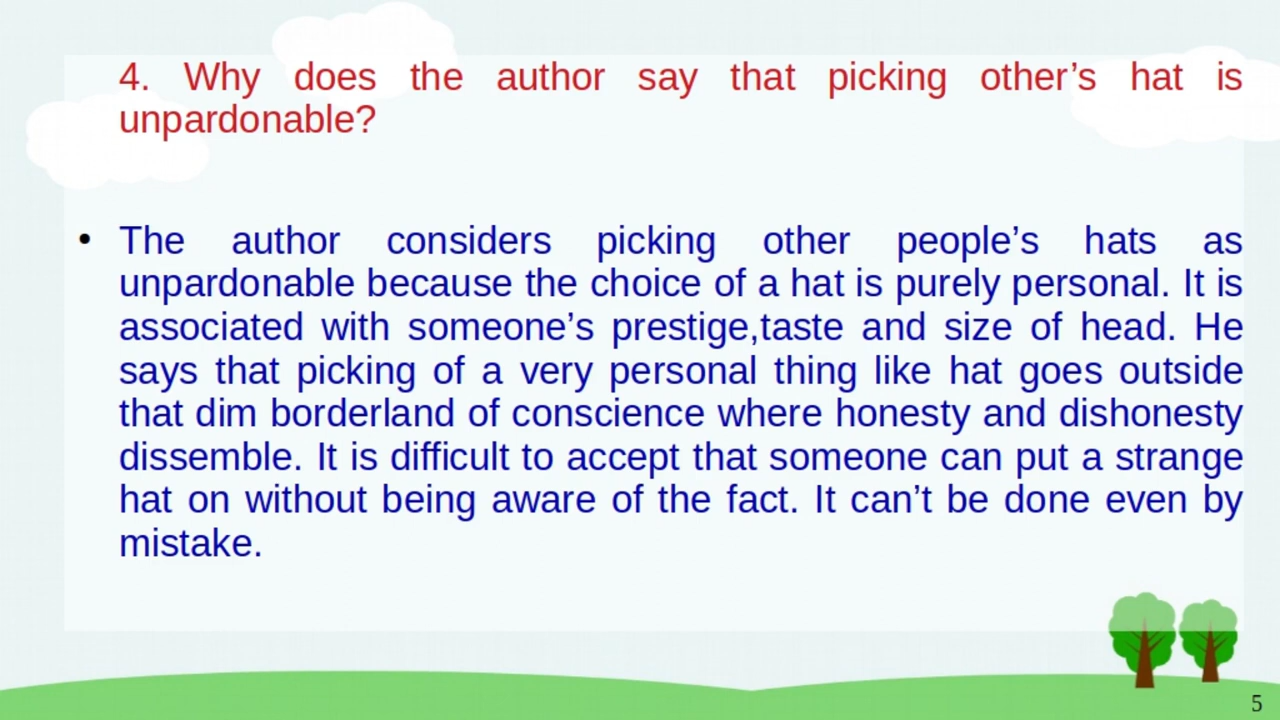 4. Why does the author say that picking other’s hat is
unpardonable?
• The author considers picking other people’s hats as
unpardonable because the choice of a hat is purely personal. It is
associated with someone’s prestige,taste and size of head. He
says that picking of a very personal thing like hat goes outside
that dim borderland of conscience where honesty and dishonesty
dissemble. It is difficult to accept that someone can put a strange
hat on without being aware of the fact. It can’t be done even by
mistake.
5